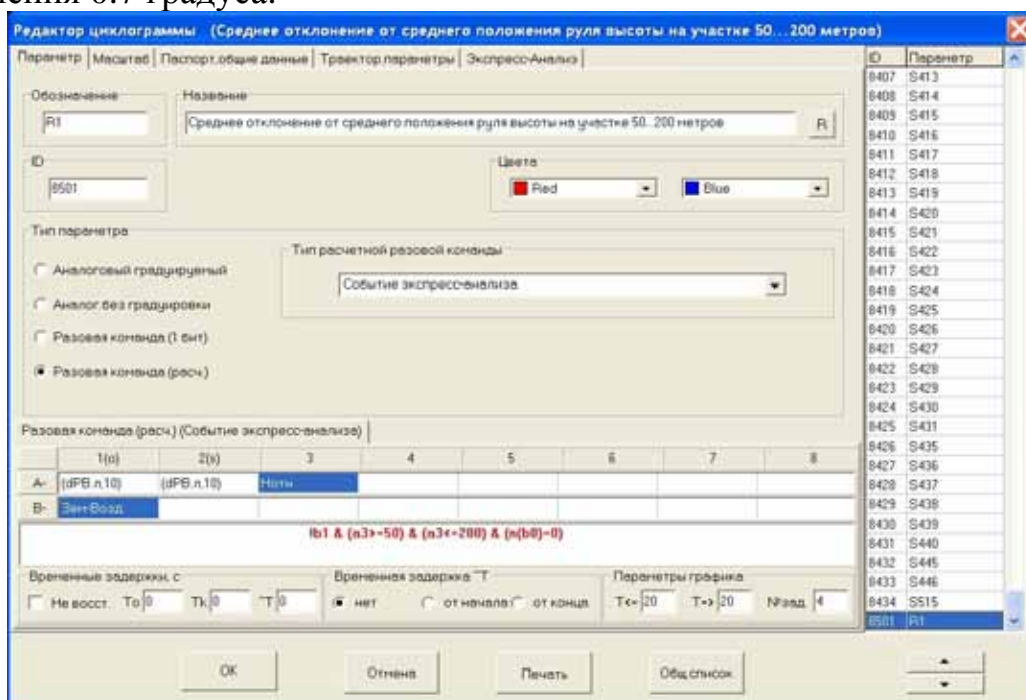 ения 0.7 градуса.
Редактор циклограммы (Среднее отклонение от среднего положения руля высоты на участке 50...200 метров)
Параметр Масштаб Паспорт.общие данные Траектор.параметры Экспресс-Анализ
Обозначение Название
R1 Среднее отклонение от среднего положения руля высоты на участке 50..200 метров R
ID Цвета
8501 Red Blue
Тип параметра
Тип расчетной разовой команды
Аналоговый градуируемый
Событие экспресс-анализа
Аналог.без градуировки
Разовая команда (1 бит)
Разовая команда (расч.)
Разовая команда (расч.) (Событие экспресс-анализа)
1(o) 2(s) 3 4 5 6 7 8
A- (dРВ.л,10) (dРВ.л,10) Нотн
B- Зем-Возд
!b1 & (n3>=50) & (n3<=200) & (n(b0)=0)
Временные задержки, с Временная задержка ~T Параметры графика
Не восст. To 0 Tk 0 ~T 0 нет от начала от конца T<= 20 T=> 20 №зад. 4
OK Отмена Печать Общ.список
ID Параметр
8407 S413
8408 S414
8409 S415
8410 S416
8411 S417
8412 S418
8413 S419
8414 S420
8415 S421
8416 S422
8417 S423
8418 S424
8419 S425
8420 S426
8421 S427
8422 S428
8423 S429
8424 S430
8425 S431
8426 S435
8427 S436
8428 S437
8429 S438
8430 S439
8431 S440
8432 S445
8433 S446
8434 S515
8501 R1